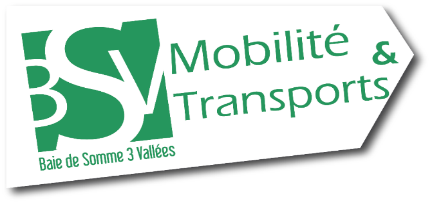 BSV
Mobilité &
Transports
Baie de Somme 3 Vallées